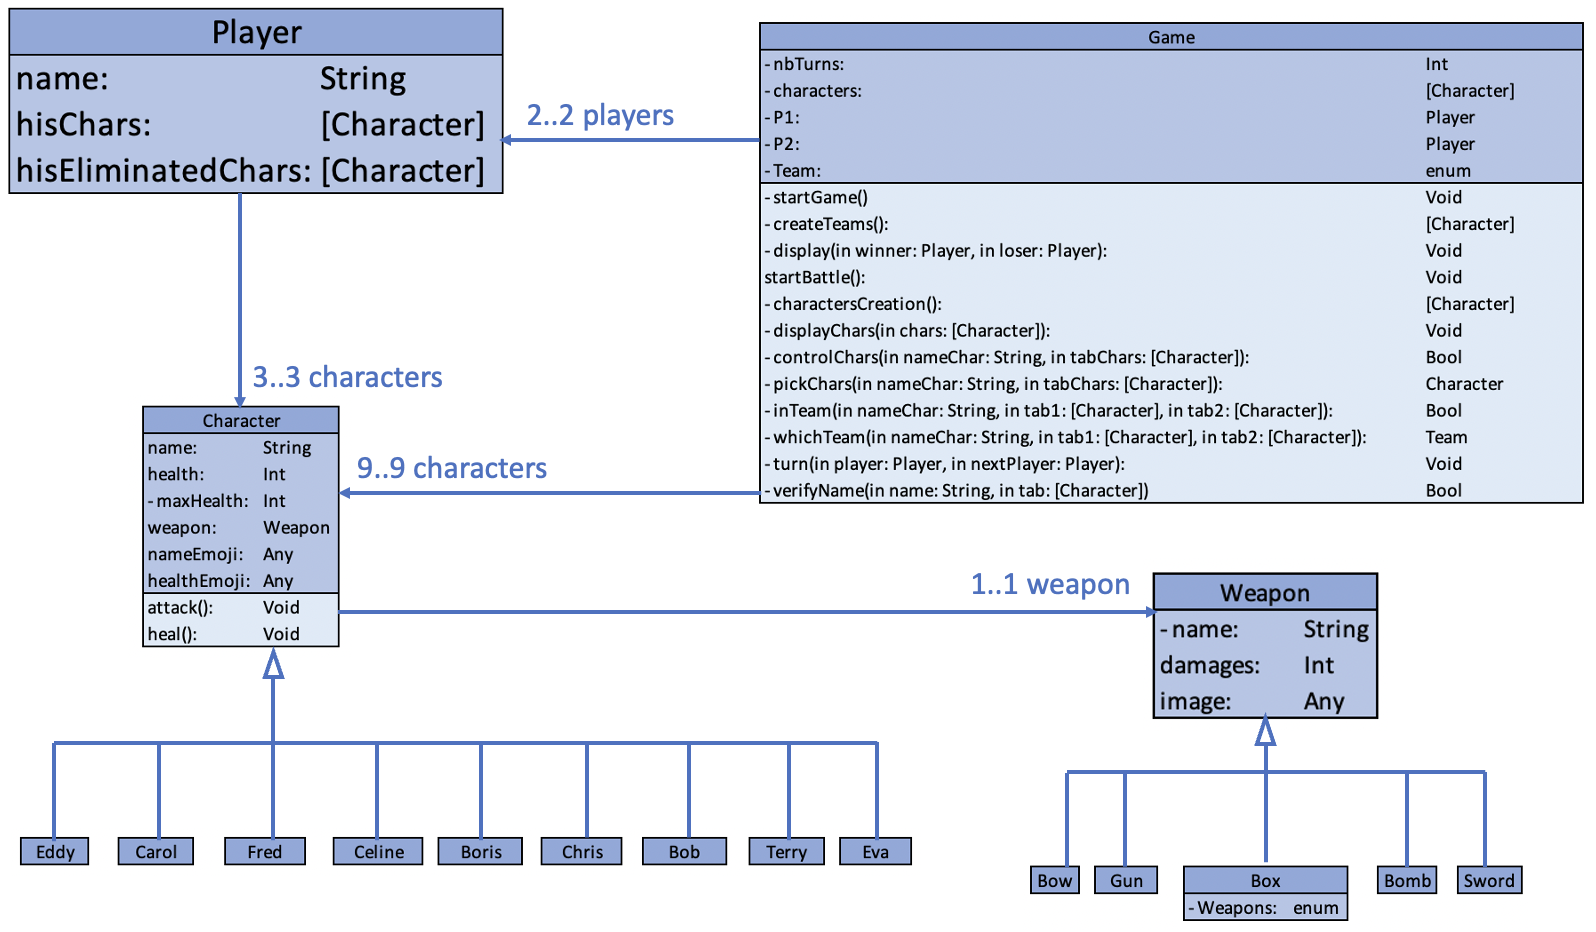 Player
name: String
hisChars: [Character]
hisEliminatedChars: [Character]
2..2 players
Game
- nbTurns: Int
- characters: [Character]
- P1: Player
- P2: Player
- Team: enum
- startGame() Void
- createTeams(): [Character]
- display(in winner: Player, in loser: Player): Void
startBattle(): Void
- charactersCreation(): [Character]
- displayChars(in chars: [Character]): Void
- controlChars(in nameChar: String, in tabChars: [Character]): Bool
- pickChars(in nameChar: String, in tabChars: [Character]): Character
- inTeam(in nameChar: String, in tab1: [Character], in tab2: [Character]): Bool
- whichTeam(in nameChar: String, in tab1: [Character], in tab2: [Character]): Team
- turn(in player: Player, in nextPlayer: Player): Void
- verifyName(in name: String, in tab: [Character]) Bool
3..3 characters
9..9 characters
Character
name: String
health: Int
- maxHealth: Int
weapon: Weapon
nameEmoji: Any
healthEmoji: Any
attack(): Void
heal(): Void
1..1 weapon
Weapon
- name: String
damages: Int
image: Any
Eddy
Carol
Fred
Celine
Boris
Chris
Bob
Terry
Eva
Bow
Gun
Box
- Weapons: enum
Bomb
Sword